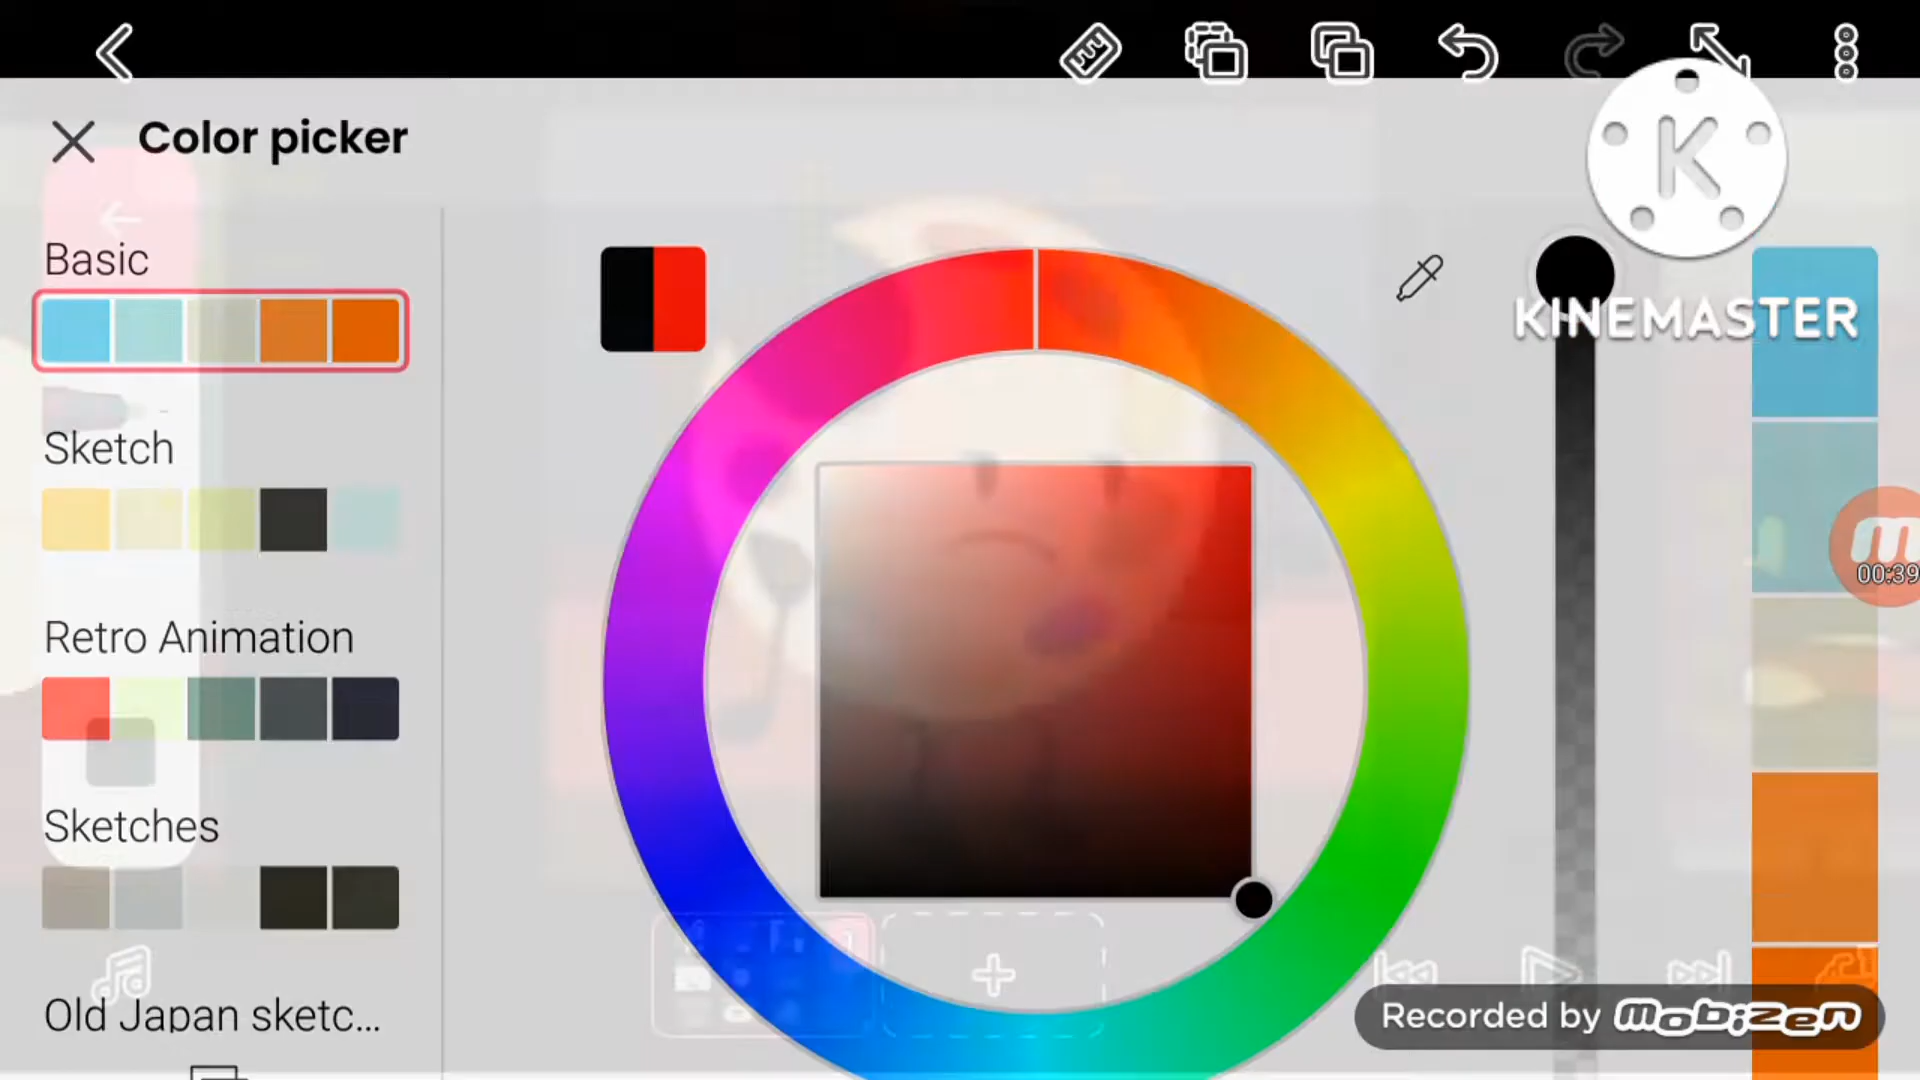 Color picker
Basic
K
KINEMASTER
Sketch
m
00:39
Retro Animation
Sketches
Old Japan sketc...
Recorded by mobizen